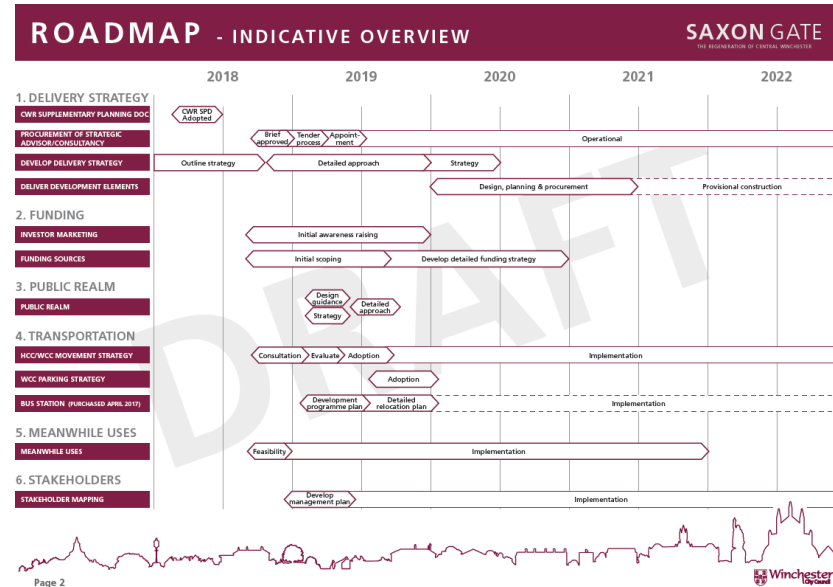 ROADMAP - INDICATIVE OVERVIEW
SAXON GATE
THE REGENERATION OF CENTRAL WINCHESTER
2018 2019 2020 2021 2022
1. DELIVERY STRATEGY
CWR SUPPLEMENTARY PLANNING DOC
CWR SPD
Adopted
PROCUREMENT OF STRATEGIC
ADVISOR/CONSULTANCY
Brief
approved
Tender
process
Appoint-
ment
Operational
DEVELOP DELIVERY STRATEGY
Outline strategy
Detailed approach
Strategy
DELIVER DEVELOPMENT ELEMENTS
Design, planning & procurement
Provisional construction
2. FUNDING
INVESTOR MARKETING
Initial awareness raising
FUNDING SOURCES
Initial scoping
Develop detailed funding strategy
3. PUBLIC REALM
PUBLIC REALM
Design
guidance
Strategy
Detailed
approach
4. TRANSPORTATION
HCC/WCC MOVEMENT STRATEGY
Consultation
Evaluate
Adoption
Implementation
WCC PARKING STRATEGY
Adoption
BUS STATION (PURCHASED APRIL 2017)
Development
programme plan
Detailed
relocation plan
Implementation
5. MEANWHILE USES
MEANWHILE USES
Feasibility
Implementation
6. STAKEHOLDERS
STAKEHOLDER MAPPING
Develop
management plan
Implementation
DRAFT
Page 2
Winchester
City Council